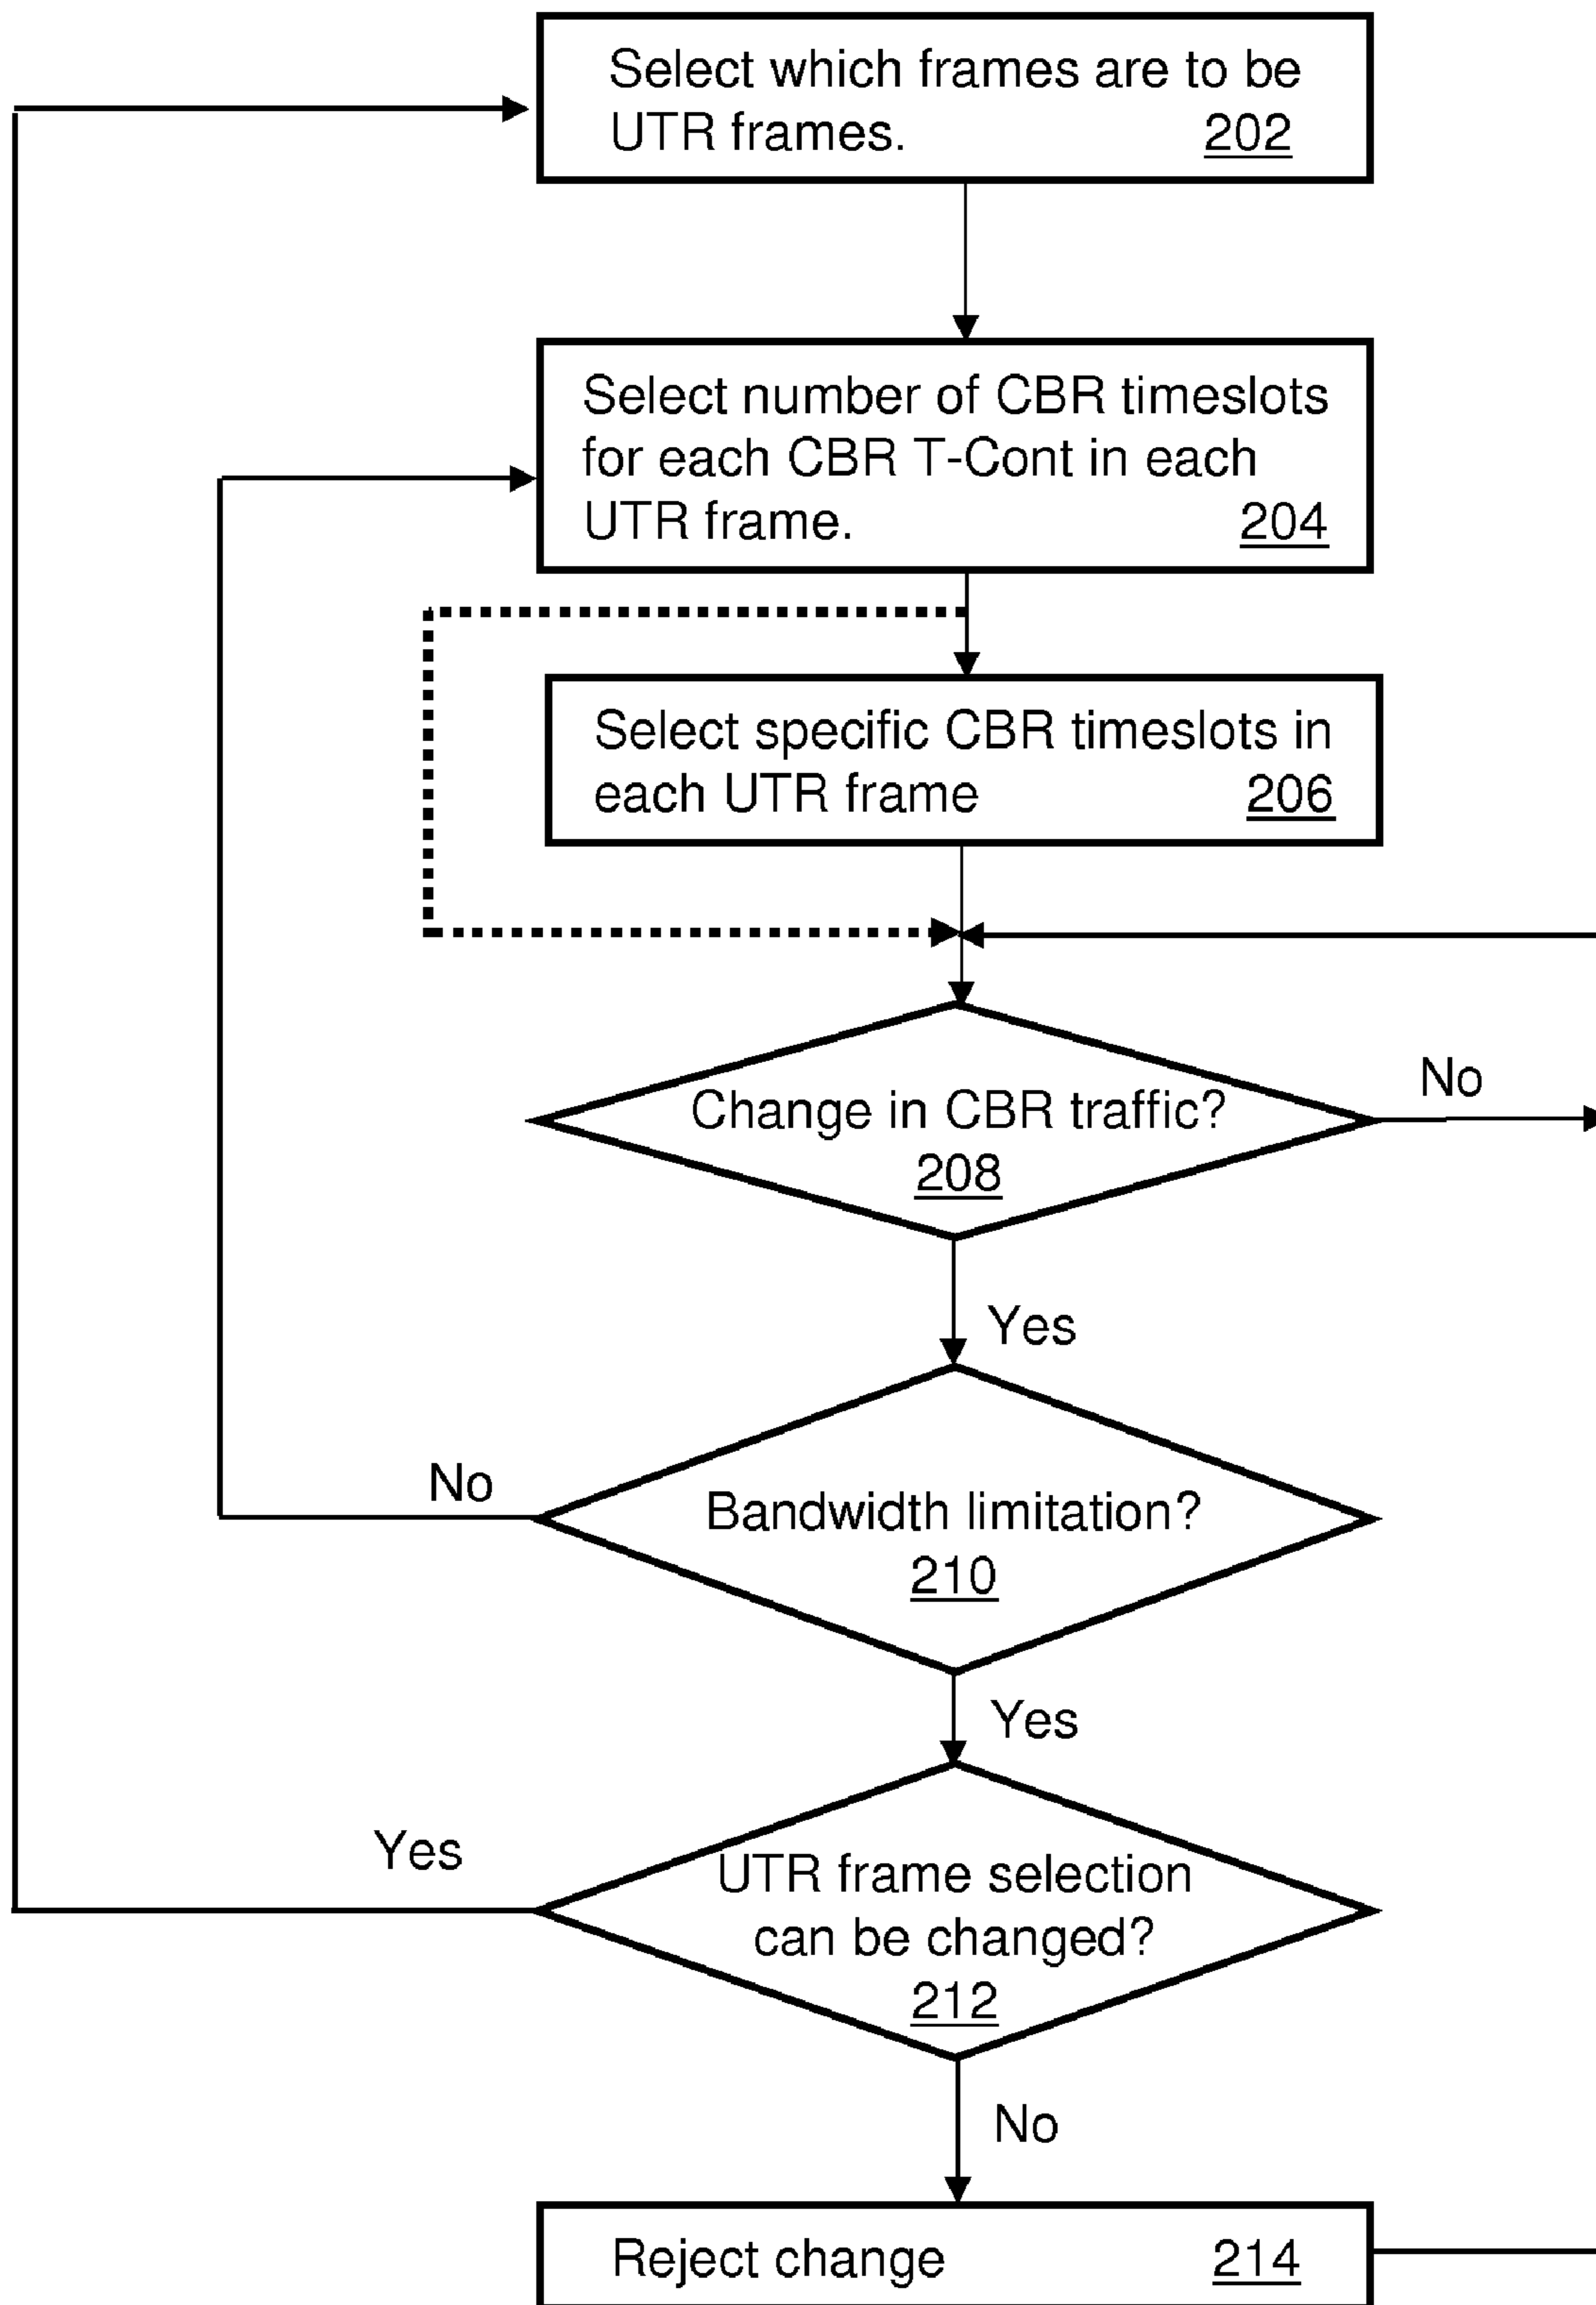 Select which frames are to be
UTR frames. 202
Select number of CBR timeslots
for each CBR T-Cont in each
UTR frame. 204
Select specific CBR timeslots in
each UTR frame 206
Change in CBR traffic?
208
No
Yes
No
Bandwidth limitation?
210
Yes
Yes
UTR frame selection
can be changed?
212
No
Reject change 214